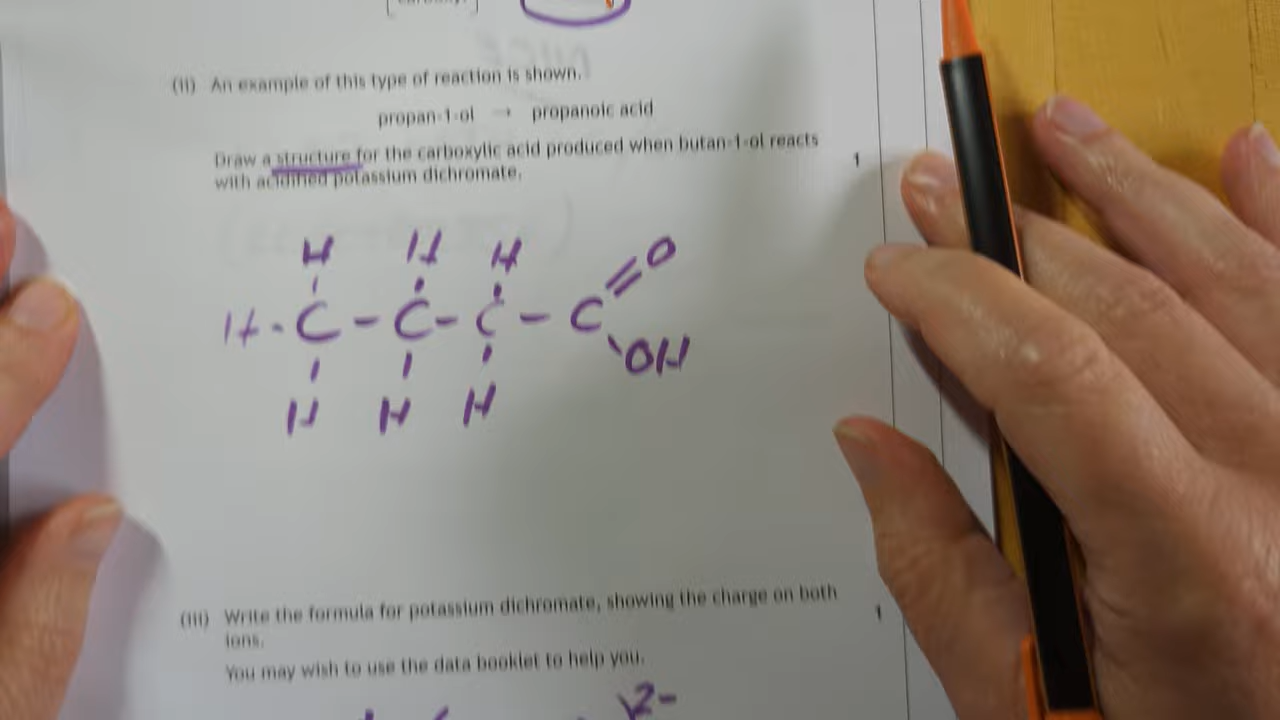 (ii) An example of this type of reaction is shown.
propan-1-ol → propanoic acid
Draw a structure for the carboxylic acid produced when butan-1-ol reacts
1
with acidified potassium dichromate.
H H H O
H - C - C - C - C
OH
H H H
(iii) Write the formula for potassium dichromate, showing the charge on both
1
ions.
You may wish to use the data booklet to help you.
2-